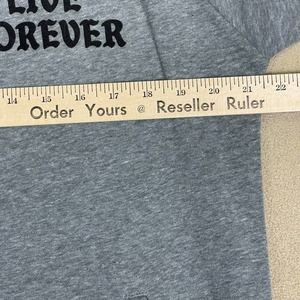 LIVE
FOREVER
14 15 16 17 18 19 20 21 22
Order Yours @ Reseller Ruler